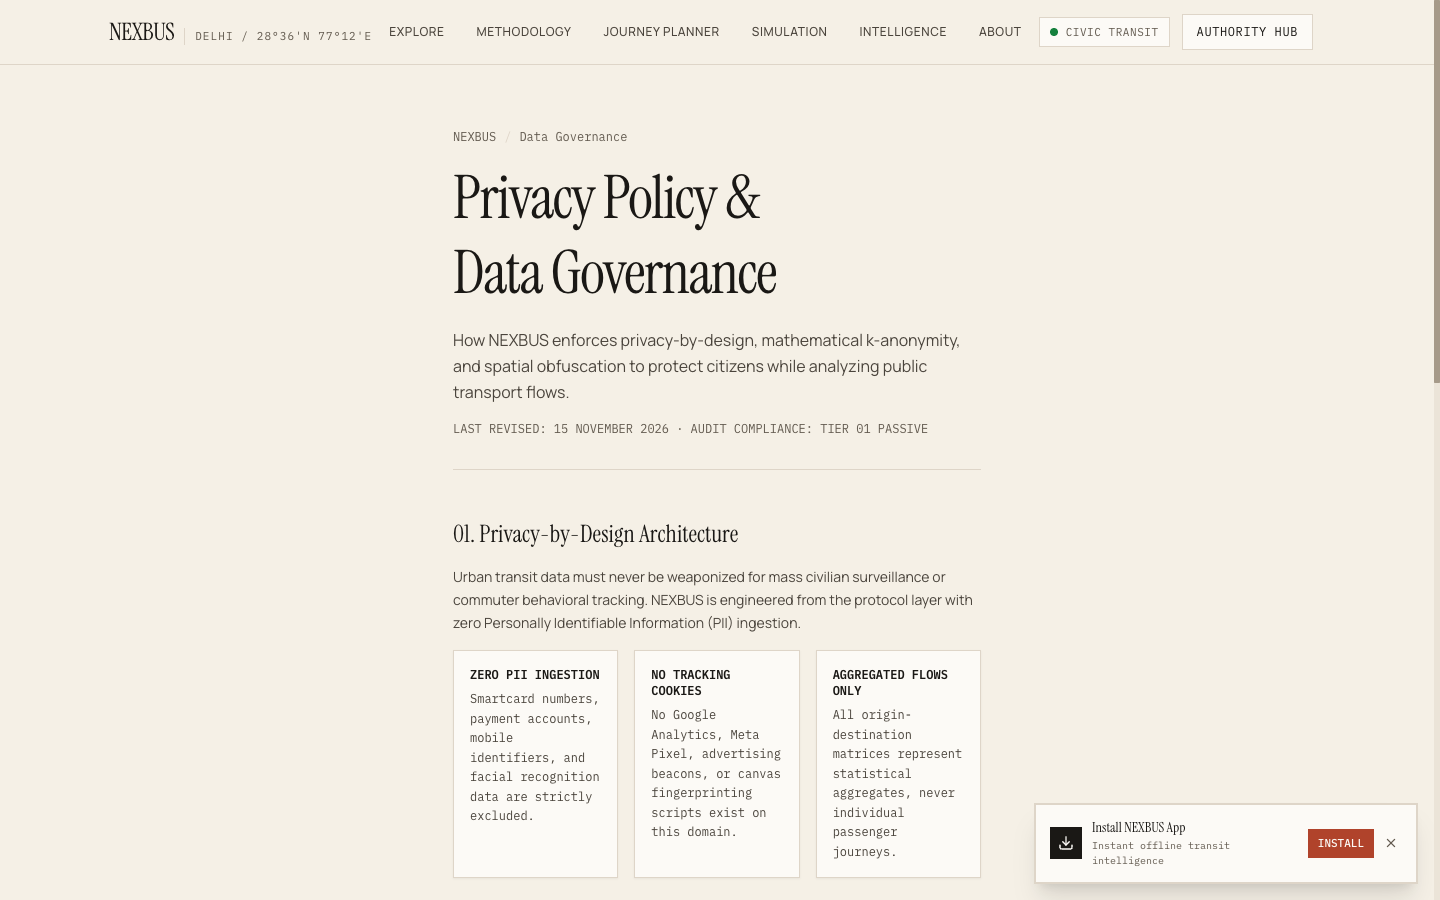 NEXBUS DELHI / 28°36'N 77°12'E EXPLORE METHODOLOGY JOURNEY PLANNER SIMULATION INTELLIGENCE ABOUT CIVIC TRANSIT AUTHORITY HUB
NEXBUS / Data Governance
Privacy Policy &
Data Governance
How NEXBUS enforces privacy-by-design, mathematical k-anonymity,
and spatial obfuscation to protect citizens while analyzing public
transport flows.
LAST REVISED: 15 NOVEMBER 2026 · AUDIT COMPLIANCE: TIER 01 PASSIVE
01. Privacy-by-Design Architecture
Urban transit data must never be weaponized for mass civilian surveillance or
commuter behavioral tracking. NEXBUS is engineered from the protocol layer with
zero Personally Identifiable Information (PII) ingestion.
ZERO PII INGESTION
Smartcard numbers,
payment accounts,
mobile
identifiers, and
facial recognition
data are strictly
excluded.
NO TRACKING
COOKIES
No Google
Analytics, Meta
Pixel, advertising
beacons, or canvas
fingerprinting
scripts exist on
this domain.
AGGREGATED FLOWS
ONLY
All origin-
destination
matrices represent
statistical
aggregates, never
individual
passenger
journeys.
Install NEXBUS App
Instant offline transit
intelligence
INSTALL